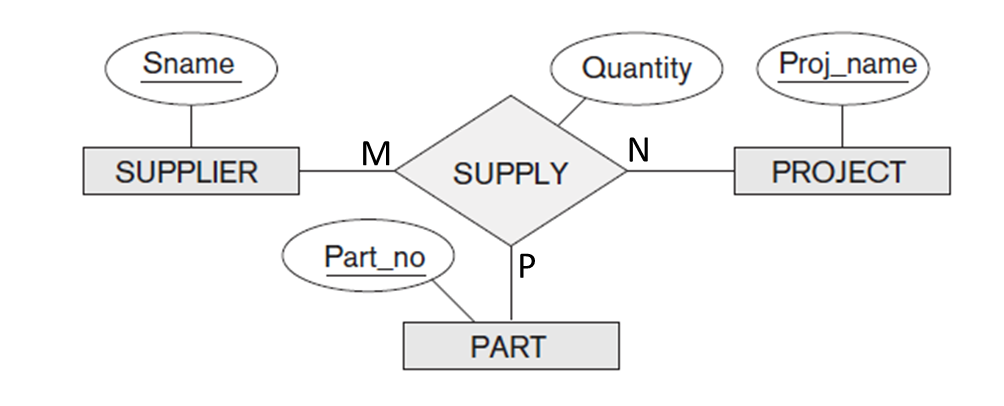 Sname
Quantity
Proj_name
SUPPLIER
M
SUPPLY
N
PROJECT
Part_no
P
PART